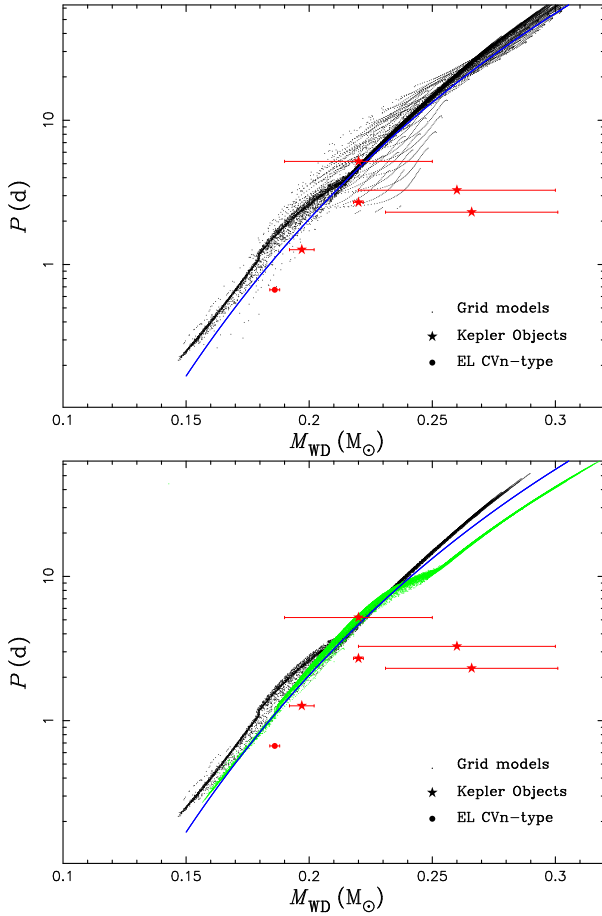 10
1
P (d)
Grid models
Kepler Objects
EL CVn-type
0.1
0.15
0.2
0.25
0.3
M_WD (M_⊙)
10
1
P (d)
Grid models
Kepler Objects
EL CVn-type
0.1
0.15
0.2
0.25
0.3
M_WD (M_⊙)